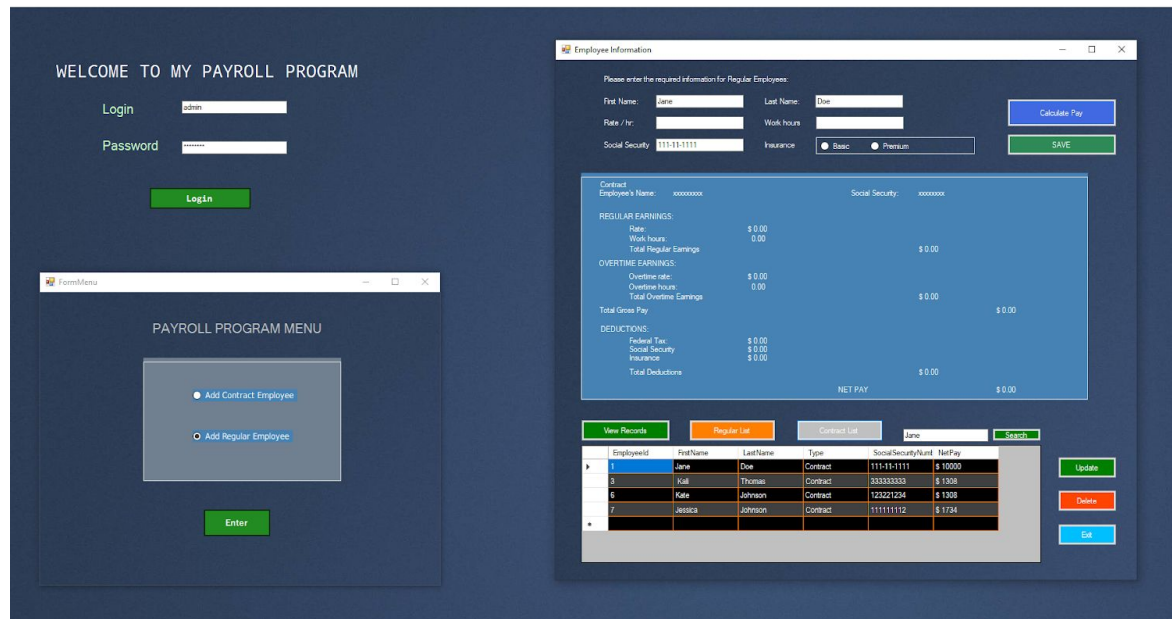 WELCOME TO MY PAYROLL PROGRAM
Login admin
Password ********
Login
FormMenu
PAYROLL PROGRAM MENU
Add Contract Employee
Add Regular Employee
Enter
Employee Information
Please enter the required information for Regular Employees:
First Name: Jane Last Name: Doe
Calculate Pay
Rate / hr: Work hours
Social Security 111-11-1111 Insurance Basic Premium SAVE
Contract
Employee's Name: xxxxxxxxx Social Security: xxxxxxxx
REGULAR EARNINGS:
Rate: $ 0.00
Work hours: 0.00
Total Regular Earnings $ 0.00
OVERTIME EARNINGS:
Overtime rate: $ 0.00
Overtime hours: 0.00
Total Overtime Earnings $ 0.00
Total Gross Pay $ 0.00
DEDUCTIONS:
Federal Tax: $ 0.00
Social Security $ 0.00
Insurance $ 0.00
Total Deductions $ 0.00
NET PAY $ 0.00
View Records Regular List Contract List Jane Search
EmployeeId FirstName LastName Type SocialSecurityNuml NetPay
1 Jane Doe Contract 111-11-1111 $ 10000
3 Kali Thomas Contract 333333333 $ 1308
6 Kate Johnson Contract 123221234 $ 1308
7 Jessica Johnson Contract 111111112 $ 1734
Update
Delete
Exit